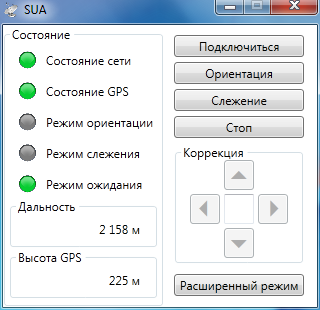 SUA
Состояние
Состояние сети
Состояние GPS
Режим ориентации
Режим слежения
Режим ожидания
Дальность
2 158 м
Высота GPS
225 м
Подключиться
Ориентация
Слежение
Стоп
Коррекция
Расширенный режим